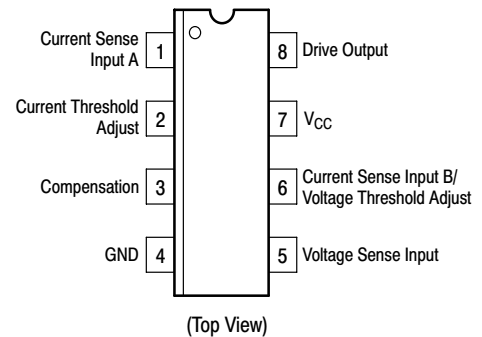 Current Sense
Input A
1
8
Drive Output
Current Threshold
Adjust
2
7
VCC
Compensation
3
6
Current Sense Input B/
Voltage Threshold Adjust
GND
4
5
Voltage Sense Input
(Top View)